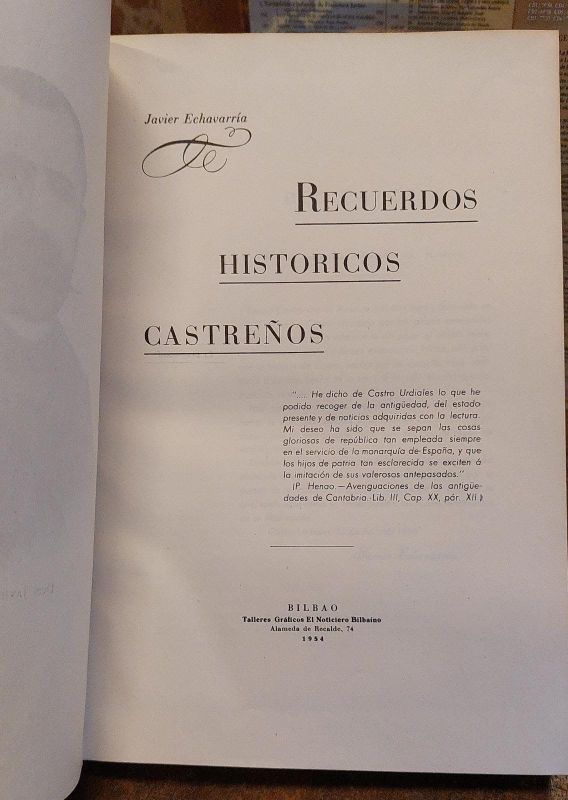 Javier Echavarría
RECUERDOS
HISTORICOS
CASTREÑOS
"..... He dicho de Castro Urdiales lo que he
podido recoger de la antigüedad, del estado
presente y de noticias adquiridas con la lectura.
Mi deseo ha sido que se sepan las cosas
gloriosas de república tan empleada siempre
en el servicio de la monarquía de España, y que
los hijos de patria tan esclarecida se exciten á
la imitación de sus valerosos antepasados."
(P. Henao.—Averiguaciones de las antigüe-
dades de Cantabria.-Lib. III, Cap. XX, pár. XII)
BILBAO
Talleres Gráficos El Noticiero Bilbaíno
Alameda de Recalde, 74
1954